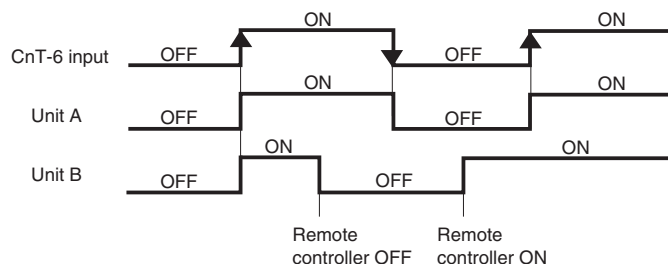 ON ON
CnT-6 input OFF OFF
ON ON
Unit A OFF OFF
ON ON
Unit B OFF OFF
Remote controller OFF
Remote controller ON